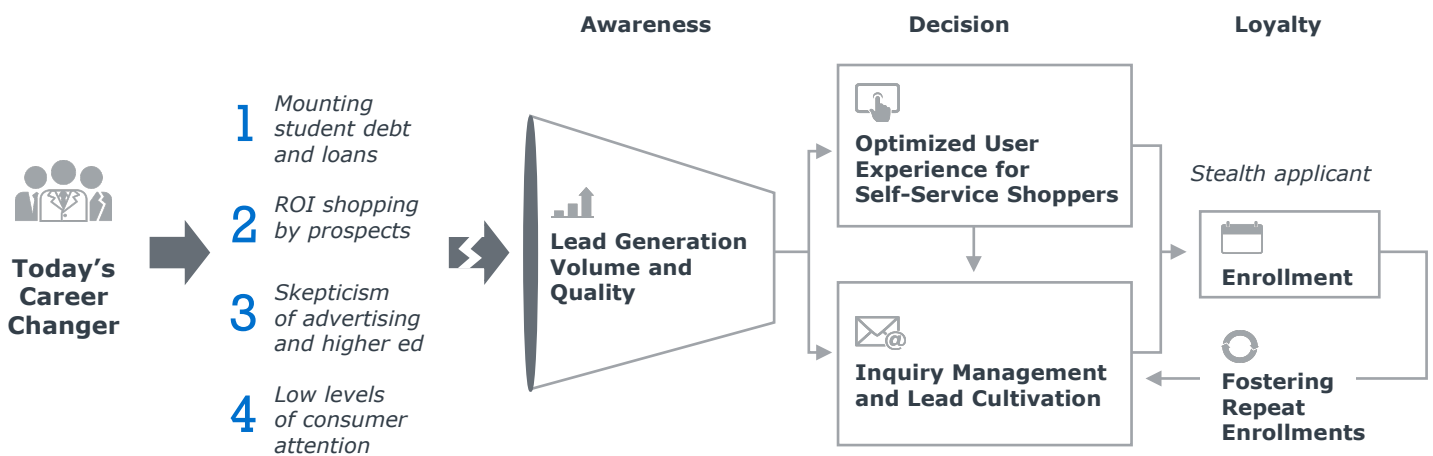 Awareness
Decision
Loyalty
Today’s
Career
Changer
1
Mounting
student debt
and loans
2
ROI shopping
by prospects
3
Skepticism
of advertising
and higher ed
4
Low levels
of consumer
attention
Lead Generation
Volume and
Quality
Optimized User
Experience for
Self-Service Shoppers
@
Inquiry Management
and Lead Cultivation
Stealth applicant
Enrollment
Fostering
Repeat
Enrollments